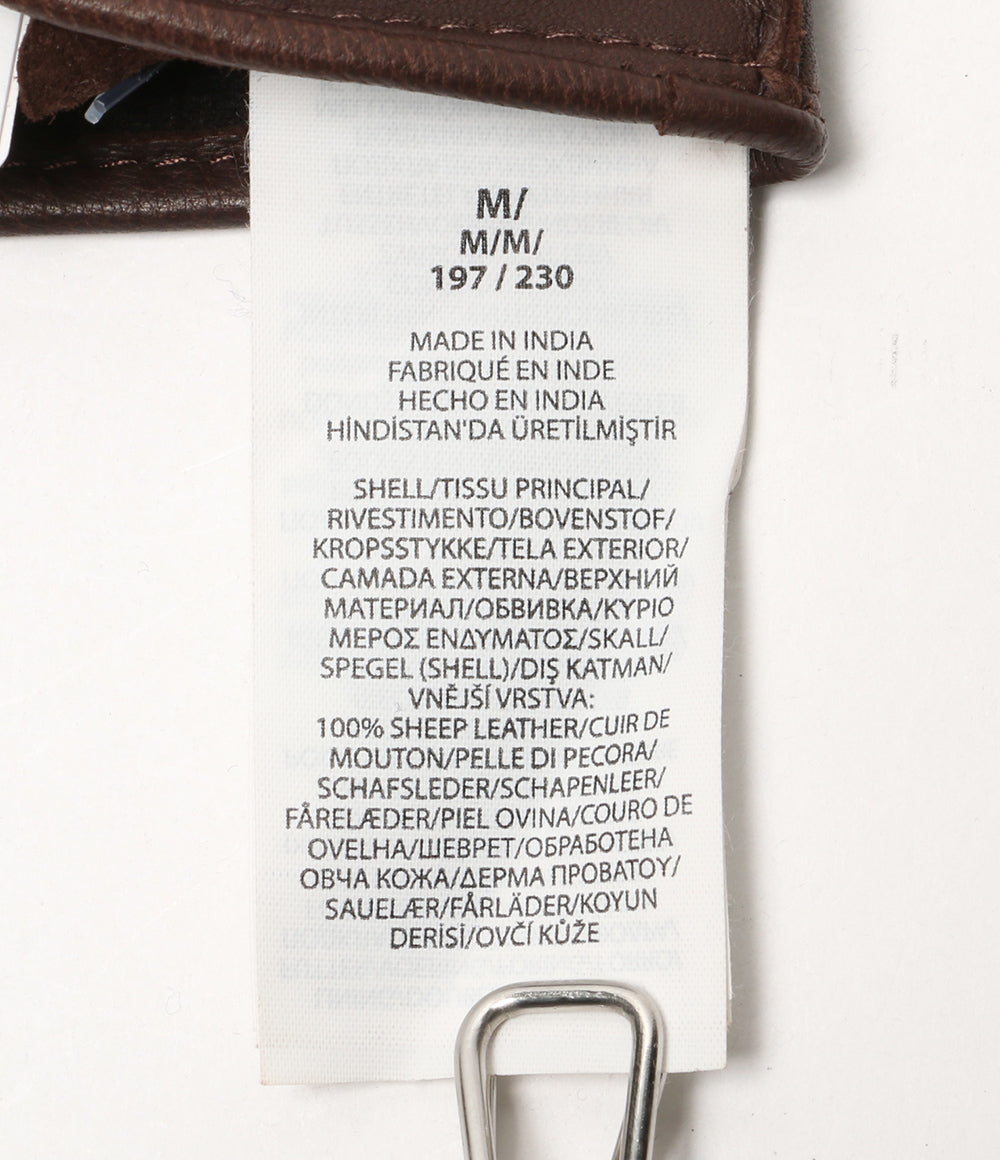 M/
M/M/
197 / 230
MADE IN INDIA
FABRIQUÉ EN INDE
HECHO EN INDIA
HİNDİSTAN'DA ÜRETİLMİŞTİR
SHELL/TISSU PRINCIPAL/
RIVESTIMENTO/BOVENSTOF/
KROPSSTYKKE/TELA EXTERIOR/
CAMADA EXTERNA/ВЕРХНИЙ
МАТЕРИАЛ/ОБВИВКА/ΚΥΡΙΟ
ΜΕΡΟΣ ΕΝΔΥΜΑΤΟΣ/SKALL/
SPEGEL (SHELL)/DIŞ KATMAN/
VNĚJŠÍ VRSTVA:
100% SHEEP LEATHER/CUIR DE
MOUTON/PELLE DI PECORA/
SCHAFSLEDER/SCHAPENLEER/
FÅRELÆDER/PIEL OVINA/COURO DE
OVELHA/ШЕВРЕТ/ОБРАБОТЕНА
ОВЧА КОЖА/ΔΕΡΜΑ ΠΡΟΒΑΤΟΥ/
SAUELÆR/FÅRLÄDER/KOYUN
DERİSİ/OVČÍ KŮŽE